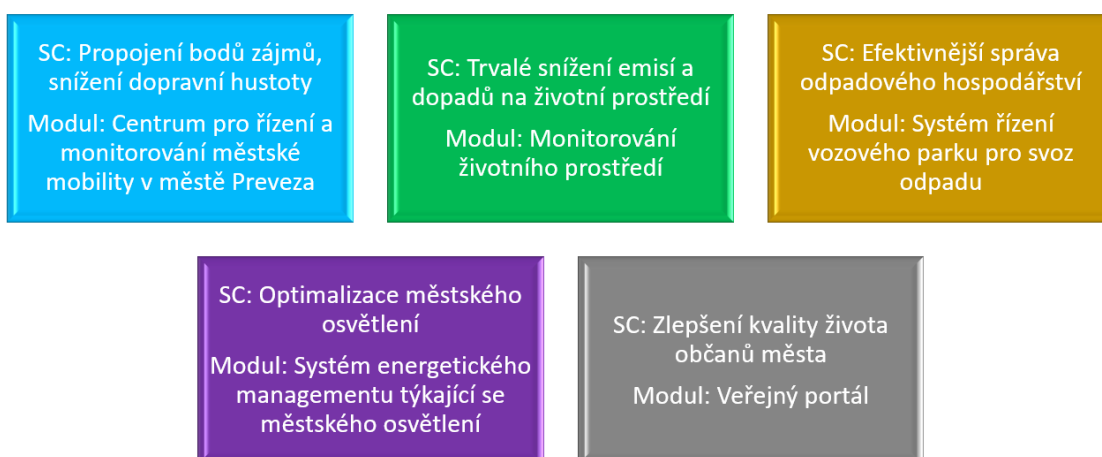 SC: Propojení bodů zájmů,
snížení dopravní hustoty
Modul: Centrum pro řízení a
monitorování městské
mobility v městě Preveza
SC: Trvalé snížení emisí a
dopadů na životní prostředí
Modul: Monitorování
životního prostředí
SC: Efektivnější správa
odpadového hospodářství
Modul: Systém řízení
vozového parku pro svoz
odpadu
SC: Optimalizace městského
osvětlení
Modul: Systém energetického
managementu týkající se
městského osvětlení
SC: Zlepšení kvality života
občanů města
Modul: Veřejný portál